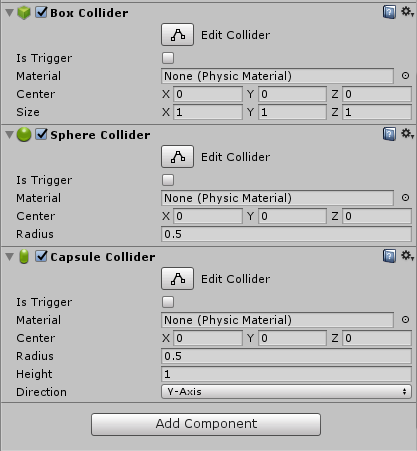 Box Collider
Edit Collider
Is Trigger
Material None (Physic Material)
Center X 0 Y 0 Z 0
Size X 1 Y 1 Z 1
Sphere Collider
Edit Collider
Is Trigger
Material None (Physic Material)
Center X 0 Y 0 Z 0
Radius 0.5
Capsule Collider
Edit Collider
Is Trigger
Material None (Physic Material)
Center X 0 Y 0 Z 0
Radius 0.5
Height 1
Direction Y-Axis
Add Component